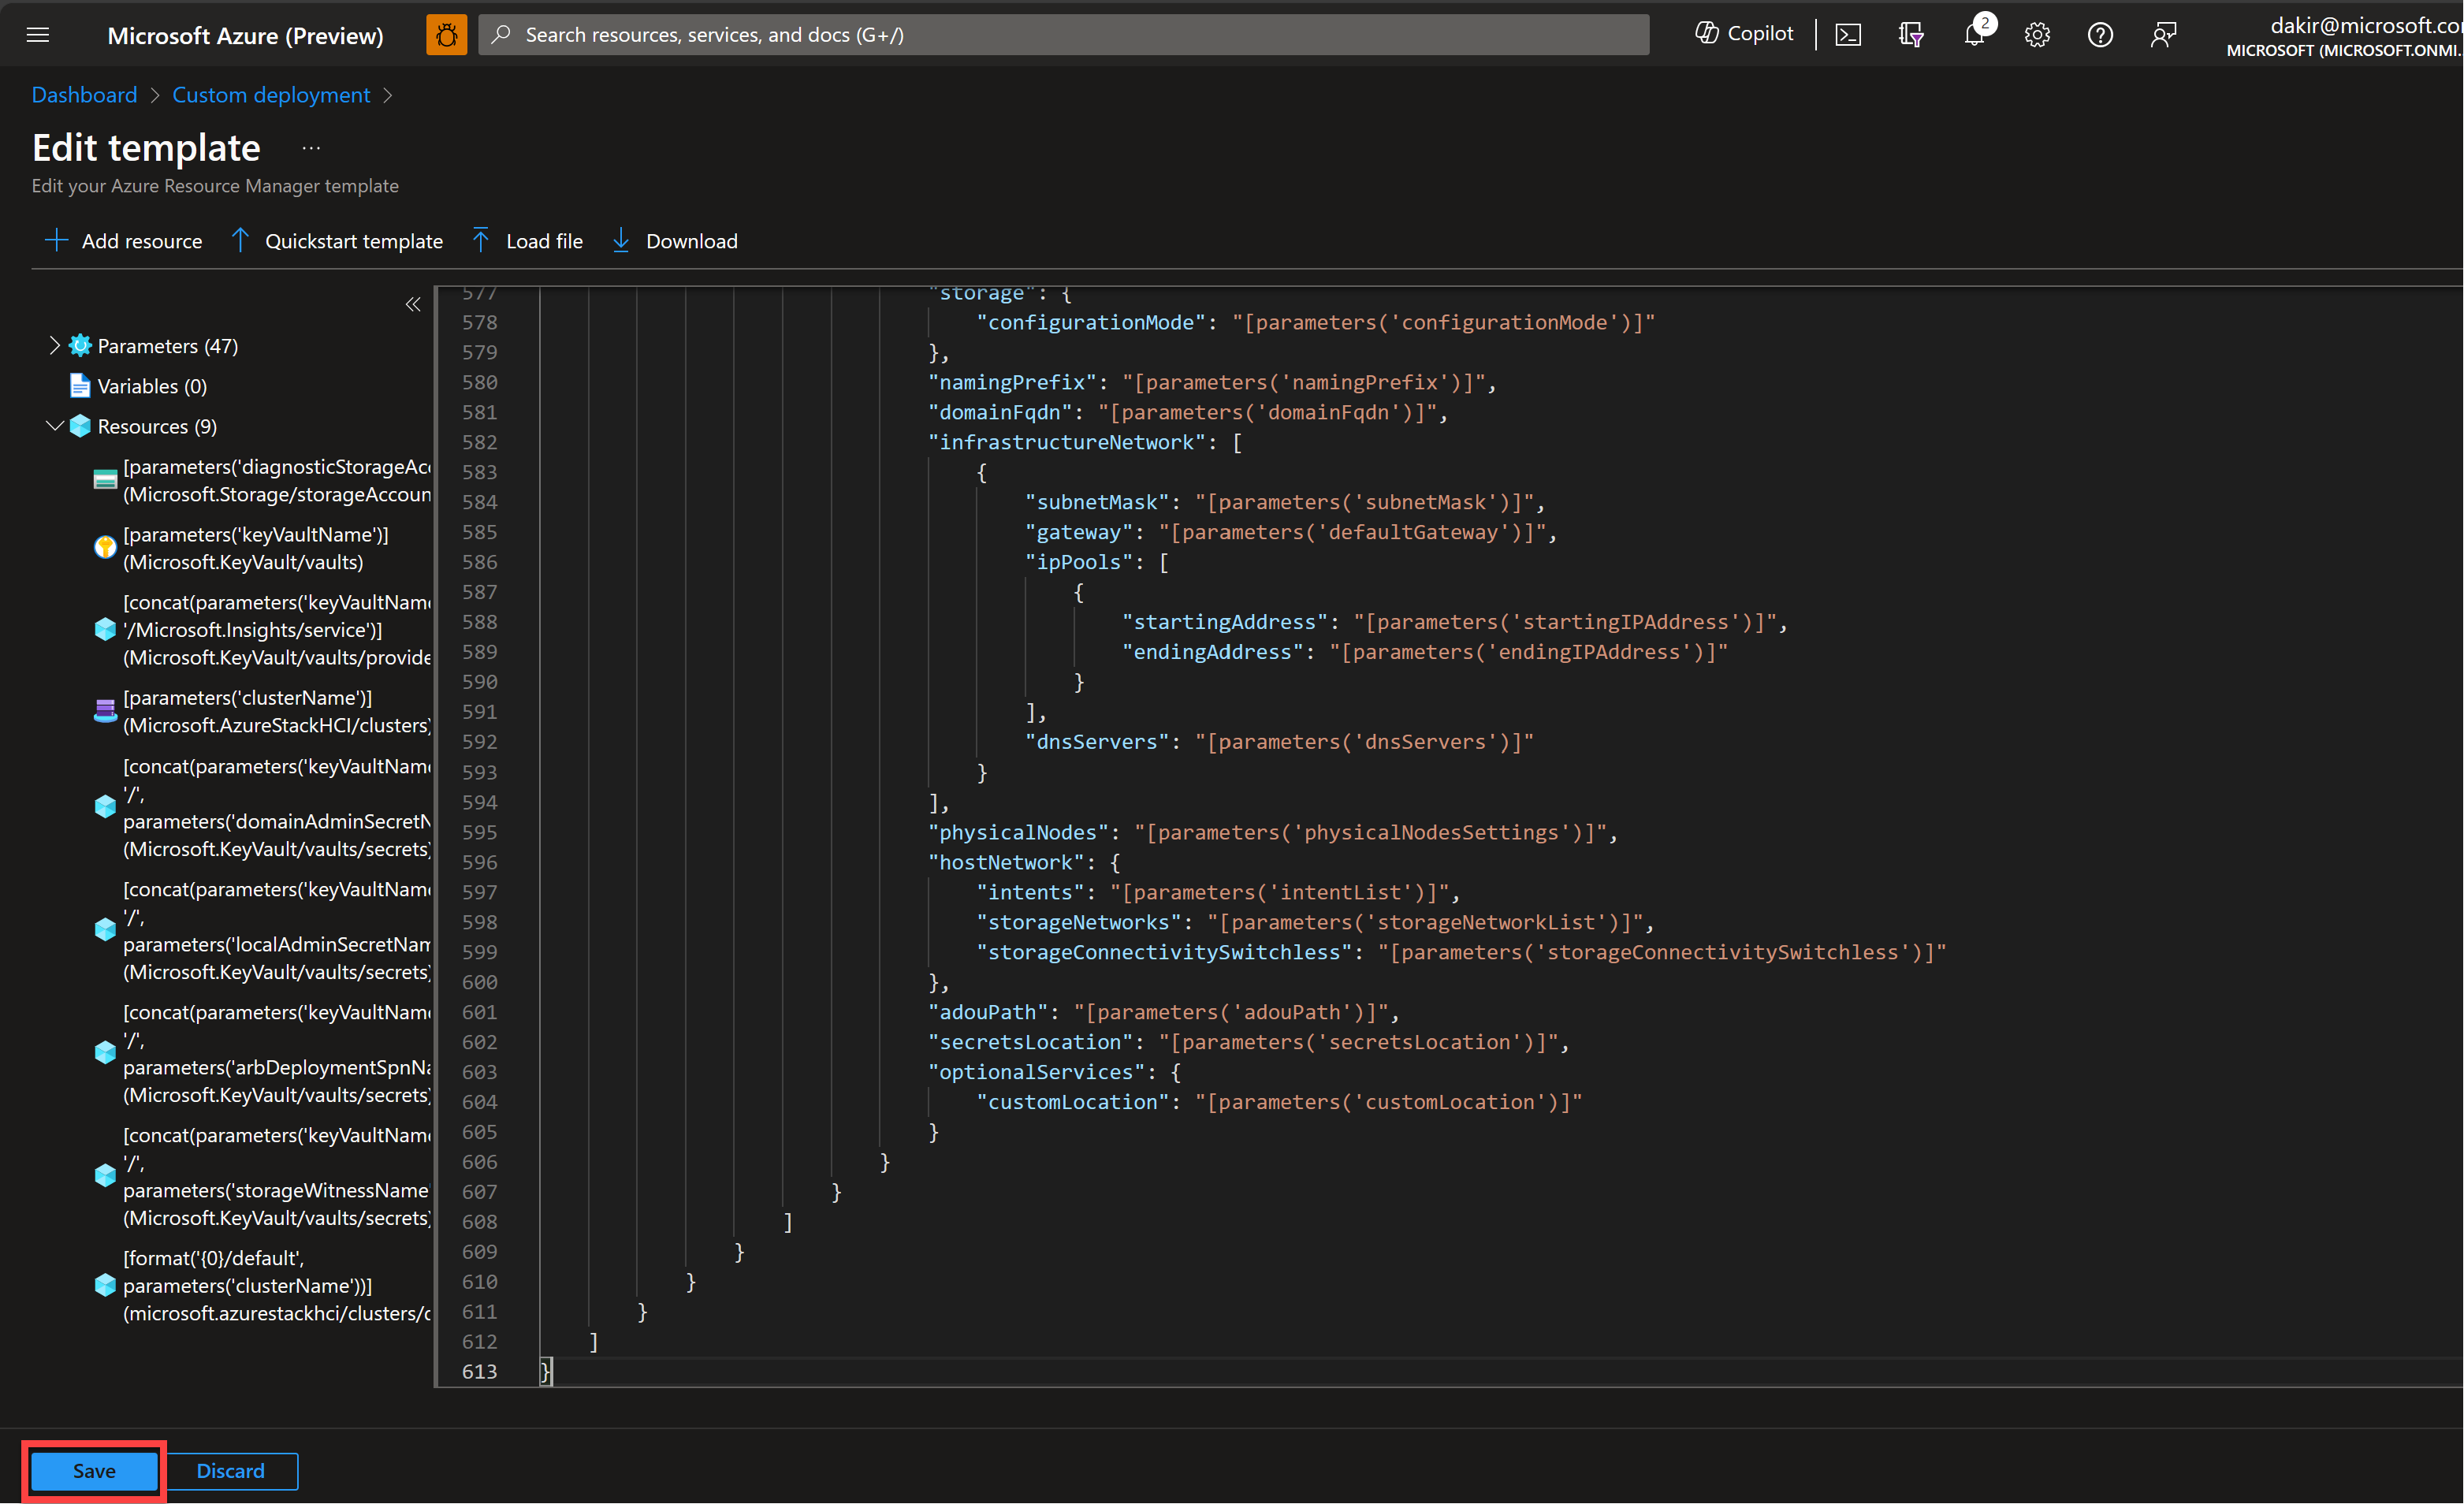 Microsoft Azure (Preview)
Search resources, services, and docs (G+/)
Copilot
2
dakir@microsoft.co
MICROSOFT (MICROSOFT.ONMI...
Dashboard > Custom deployment >
Edit template ...
Edit your Azure Resource Manager template
Add resource
Quickstart template
Load file
Download
Parameters (47)
Variables (0)
Resources (9)
[parameters('diagnosticStorageAcc
(Microsoft.Storage/storageAccoun
[parameters('keyVaultName')]
(Microsoft.KeyVault/vaults)
[concat(parameters('keyVaultName
'/Microsoft.Insights/service')]
(Microsoft.KeyVault/vaults/provide
[parameters('clusterName')]
(Microsoft.AzureStackHCI/clusters)
[concat(parameters('keyVaultName
'/',
parameters('domainAdminSecretN
(Microsoft.KeyVault/vaults/secrets)
[concat(parameters('keyVaultName
'/',
parameters('localAdminSecretNam
(Microsoft.KeyVault/vaults/secrets)
[concat(parameters('keyVaultName
'/',
parameters('arbDeploymentSpnNa
(Microsoft.KeyVault/vaults/secrets)
[concat(parameters('keyVaultName
'/',
parameters('storageWitnessName'
(Microsoft.KeyVault/vaults/secrets)
[format('{0}/default',
parameters('clusterName'))]
(microsoft.azurestackhci/clusters/d
577 "storage": {
578 "configurationMode": "[parameters('configurationMode')]"
579 },
580 "namingPrefix": "[parameters('namingPrefix')]",
581 "domainFqdn": "[parameters('domainFqdn')]",
582 "infrastructureNetwork": [
583 {
584 "subnetMask": "[parameters('subnetMask')]",
585 "gateway": "[parameters('defaultGateway')]",
586 "ipPools": [
587 {
588 "startingAddress": "[parameters('startingIPAddress')]",
589 "endingAddress": "[parameters('endingIPAddress')]"
590 }
591 ],
592 "dnsServers": "[parameters('dnsServers')]"
593 }
594 ],
595 "physicalNodes": "[parameters('physicalNodesSettings')]",
596 "hostNetwork": {
597 "intents": "[parameters('intentList')]",
598 "storageNetworks": "[parameters('storageNetworkList')]",
599 "storageConnectivitySwitchless": "[parameters('storageConnectivitySwitchless')]"
600 },
601 "adouPath": "[parameters('adouPath')]",
602 "secretsLocation": "[parameters('secretsLocation')]",
603 "optionalServices": {
604 "customLocation": "[parameters('customLocation')]"
605 }
606 }
607 }
608 ]
609 }
610 }
611 }
612 ]
613 }
Save
Discard